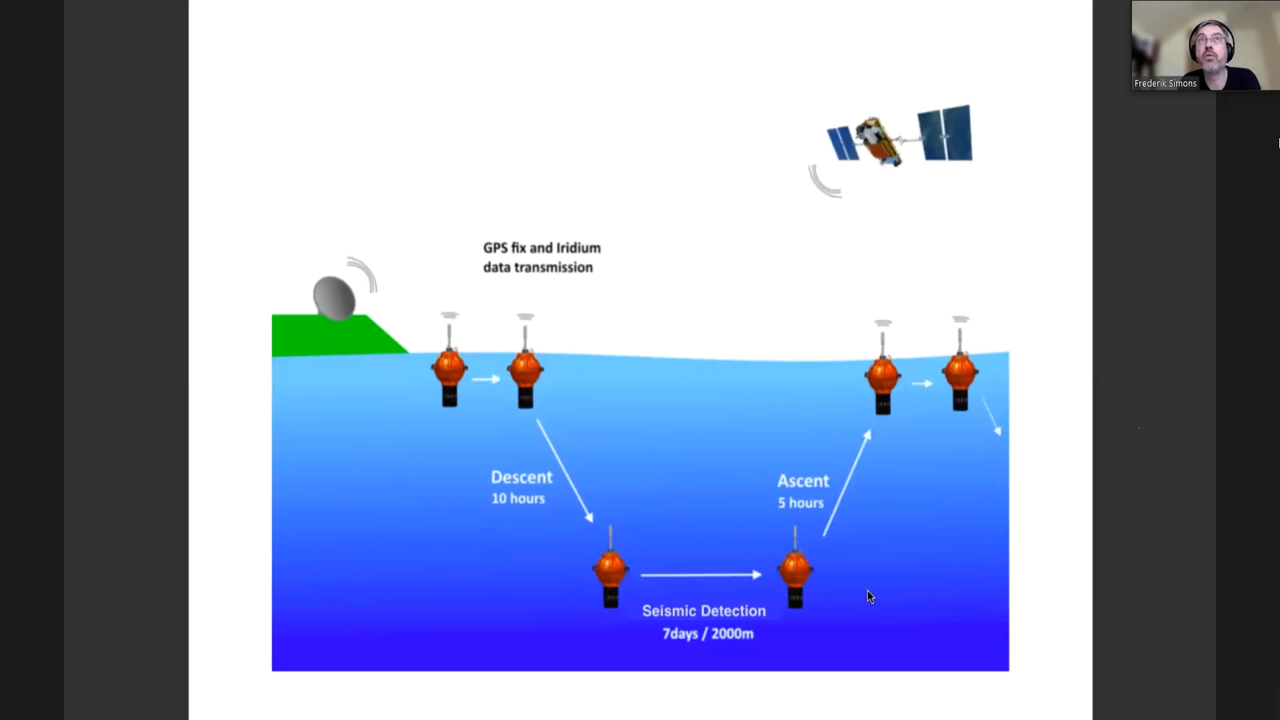 Frederik Simons
GPS fix and Iridium
data transmission
Descent
10 hours
Ascent
5 hours
Seismic Detection
7days / 2000m